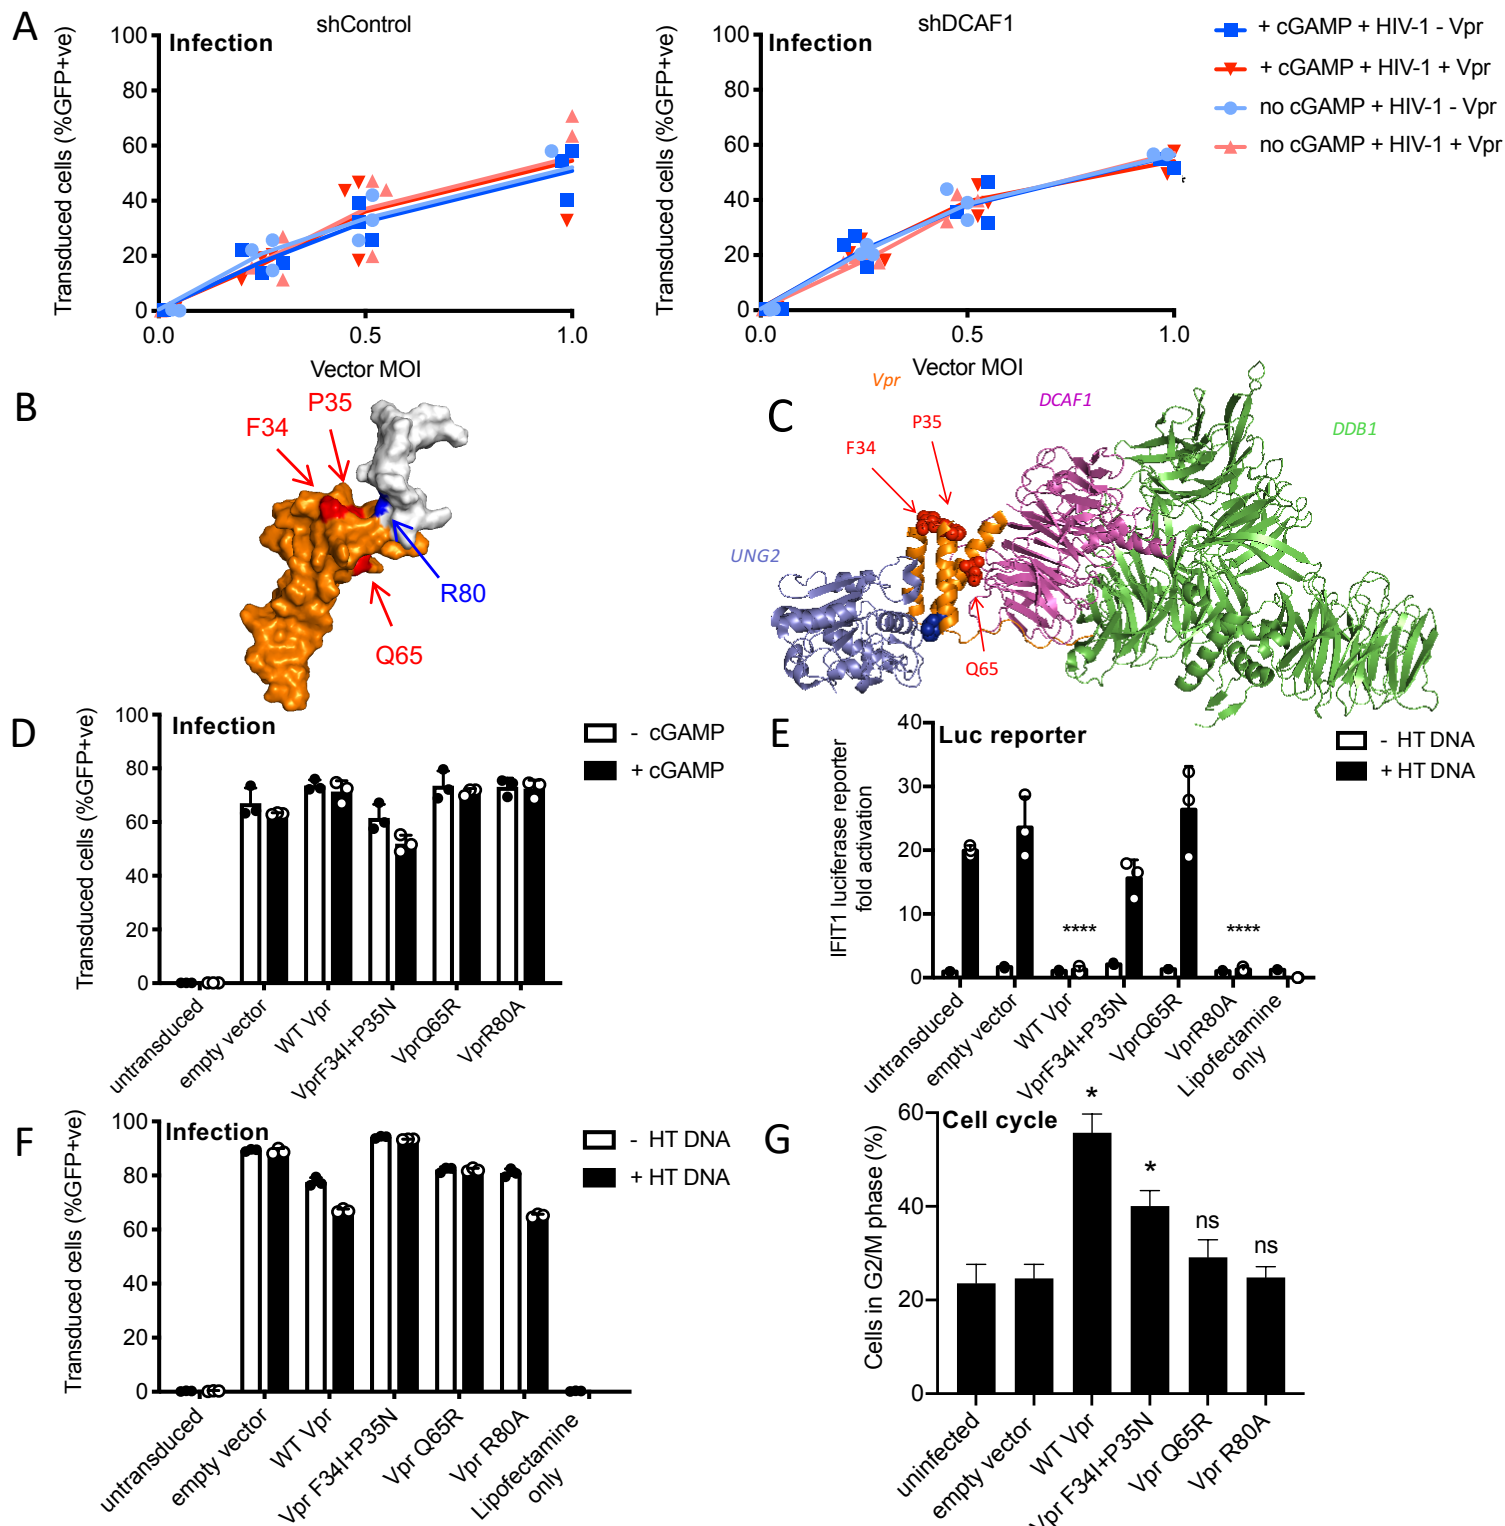 A
shControl
Infection
Transduced cells (%GFP+ve)
100
80
60
40
20
0
0.0
0.5
1.0
Vector MOI
shDCAF1
Infection
Transduced cells (%GFP+ve)
100
80
60
40
20
0
0.0
0.5
1.0
Vector MOI
+ cGAMP + HIV-1 - Vpr
+ cGAMP + HIV-1 + Vpr
no cGAMP + HIV-1 - Vpr
no cGAMP + HIV-1 + Vpr
B
P35
F34
R80
Q65
C
Vpr
DCAF1
DDB1
P35
F34
UNG2
Q65
D
Infection
Transduced cells (%GFP+ve)
100
80
60
40
20
0
- cGAMP
+ cGAMP
untransduced
empty vector
WT Vpr
VprF34I+P35N
VprQ65R
VprR80A
E
Luc reporter
IFIT1 luciferase reporter
fold activation
40
30
20
10
0
****
****
- HT DNA
+ HT DNA
untransduced
empty vector
WT Vpr
VprF34I+P35N
VprQ65R
VprR80A
Lipofectamine
only
F
Infection
Transduced cells (%GFP+ve)
100
80
60
40
20
0
- HT DNA
+ HT DNA
untransduced
empty vector
WT Vpr
Vpr F34I+P35N
Vpr Q65R
Vpr R80A
Lipofectamine
only
G
Cell cycle
Cells in G2/M phase (%)
60
40
20
0
*
*
ns
ns
uninfected
empty vector
WT Vpr
Vpr F34I+P35N
Vpr Q65R
Vpr R80A